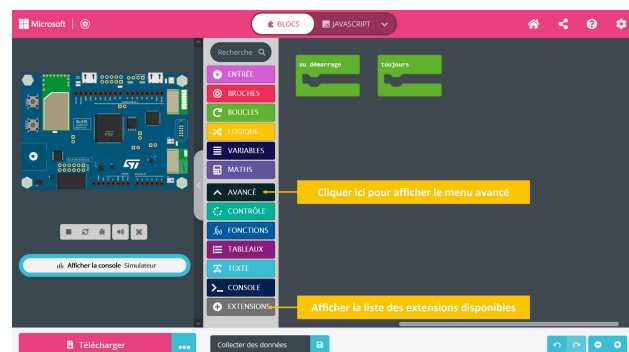 Microsoft
BLOCS
JAVASCRIPT
Recherche
au démarrage
toujours
ENTRÉE
BROCHES
BOUCLES
LOGIQUE
VARIABLES
MATHS
AVANCÉ
Cliquer ici pour afficher le menu avancé
CONTRÔLE
FONCTIONS
TABLEAUX
Afficher la console Simulateur
TEXTE
CONSOLE
EXTENSIONS
Afficher la liste des extensions disponibles
Télécharger
Collecter des données